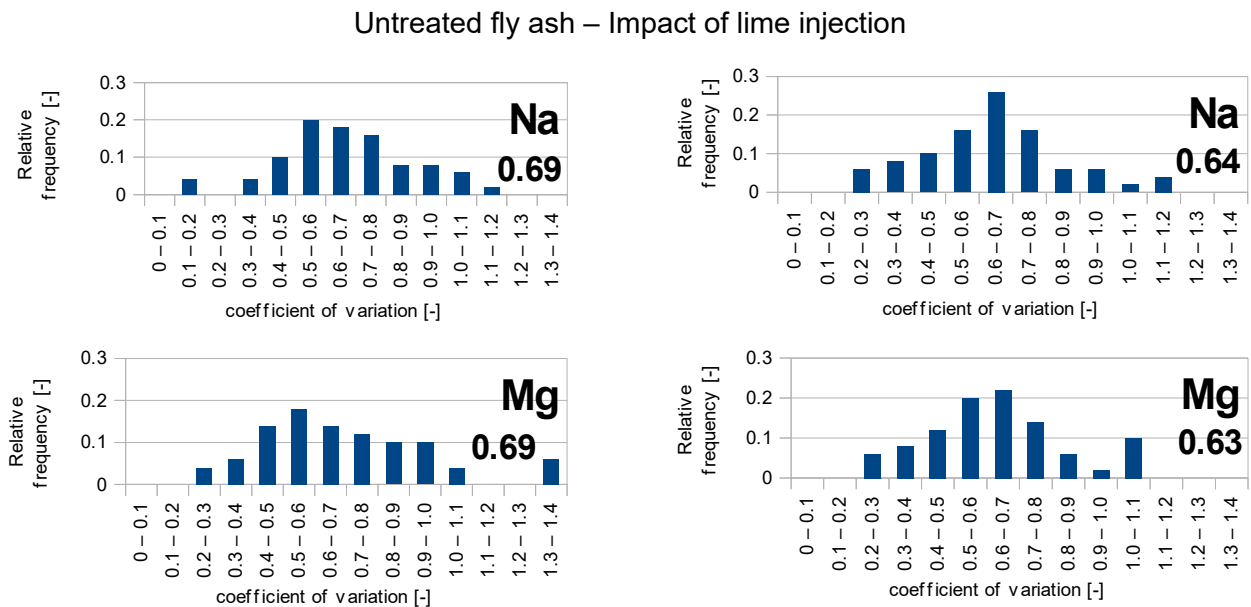 Untreated fly ash – Impact of lime injection
Relative
frequency [-]
0.3
0.2
0.1
0
Na
0.69
0 – 0.1
0.1 – 0.2
0.2 – 0.3
0.3 – 0.4
0.4 – 0.5
0.5 – 0.6
0.6 – 0.7
0.7 – 0.8
0.8 – 0.9
0.9 – 1.0
1.0 – 1.1
1.1 – 1.2
1.2 – 1.3
1.3 – 1.4
coefficient of variation [-]
Relative
frequency [-]
0.3
0.2
0.1
0
Na
0.64
0 – 0.1
0.1 – 0.2
0.2 – 0.3
0.3 – 0.4
0.4 – 0.5
0.5 – 0.6
0.6 – 0.7
0.7 – 0.8
0.8 – 0.9
0.9 – 1.0
1.0 – 1.1
1.1 – 1.2
1.2 – 1.3
1.3 – 1.4
coefficient of variation [-]
Relative
frequency [-]
0.3
0.2
0.1
0
Mg
0.69
0 – 0.1
0.1 – 0.2
0.2 – 0.3
0.3 – 0.4
0.4 – 0.5
0.5 – 0.6
0.6 – 0.7
0.7 – 0.8
0.8 – 0.9
0.9 – 1.0
1.0 – 1.1
1.1 – 1.2
1.2 – 1.3
1.3 – 1.4
coefficient of variation [-]
Relative
frequency [-]
0.3
0.2
0.1
0
Mg
0.63
0 – 0.1
0.1 – 0.2
0.2 – 0.3
0.3 – 0.4
0.4 – 0.5
0.5 – 0.6
0.6 – 0.7
0.7 – 0.8
0.8 – 0.9
0.9 – 1.0
1.0 – 1.1
1.1 – 1.2
1.2 – 1.3
1.3 – 1.4
coefficient of variation [-]